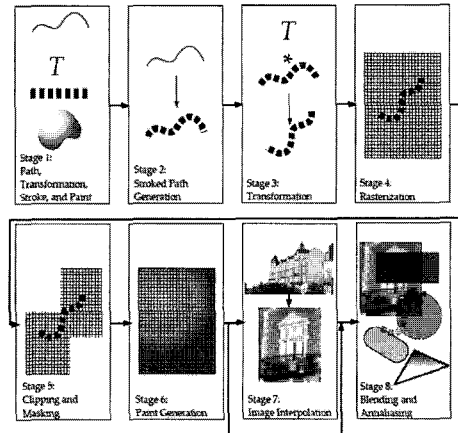 T
Stage 1:
Path,
Transformation,
Stroke, and Paint
Stage 2:
Stroked Path
Generation
T
*
Stage 3:
Transformation
Stage 4:
Rasterization
Stage 5:
Clipping and
Masking
Stage 6:
Paint Generation
Stage 7:
Image Interpolation
Stage 8:
Blending and
Antialiasing